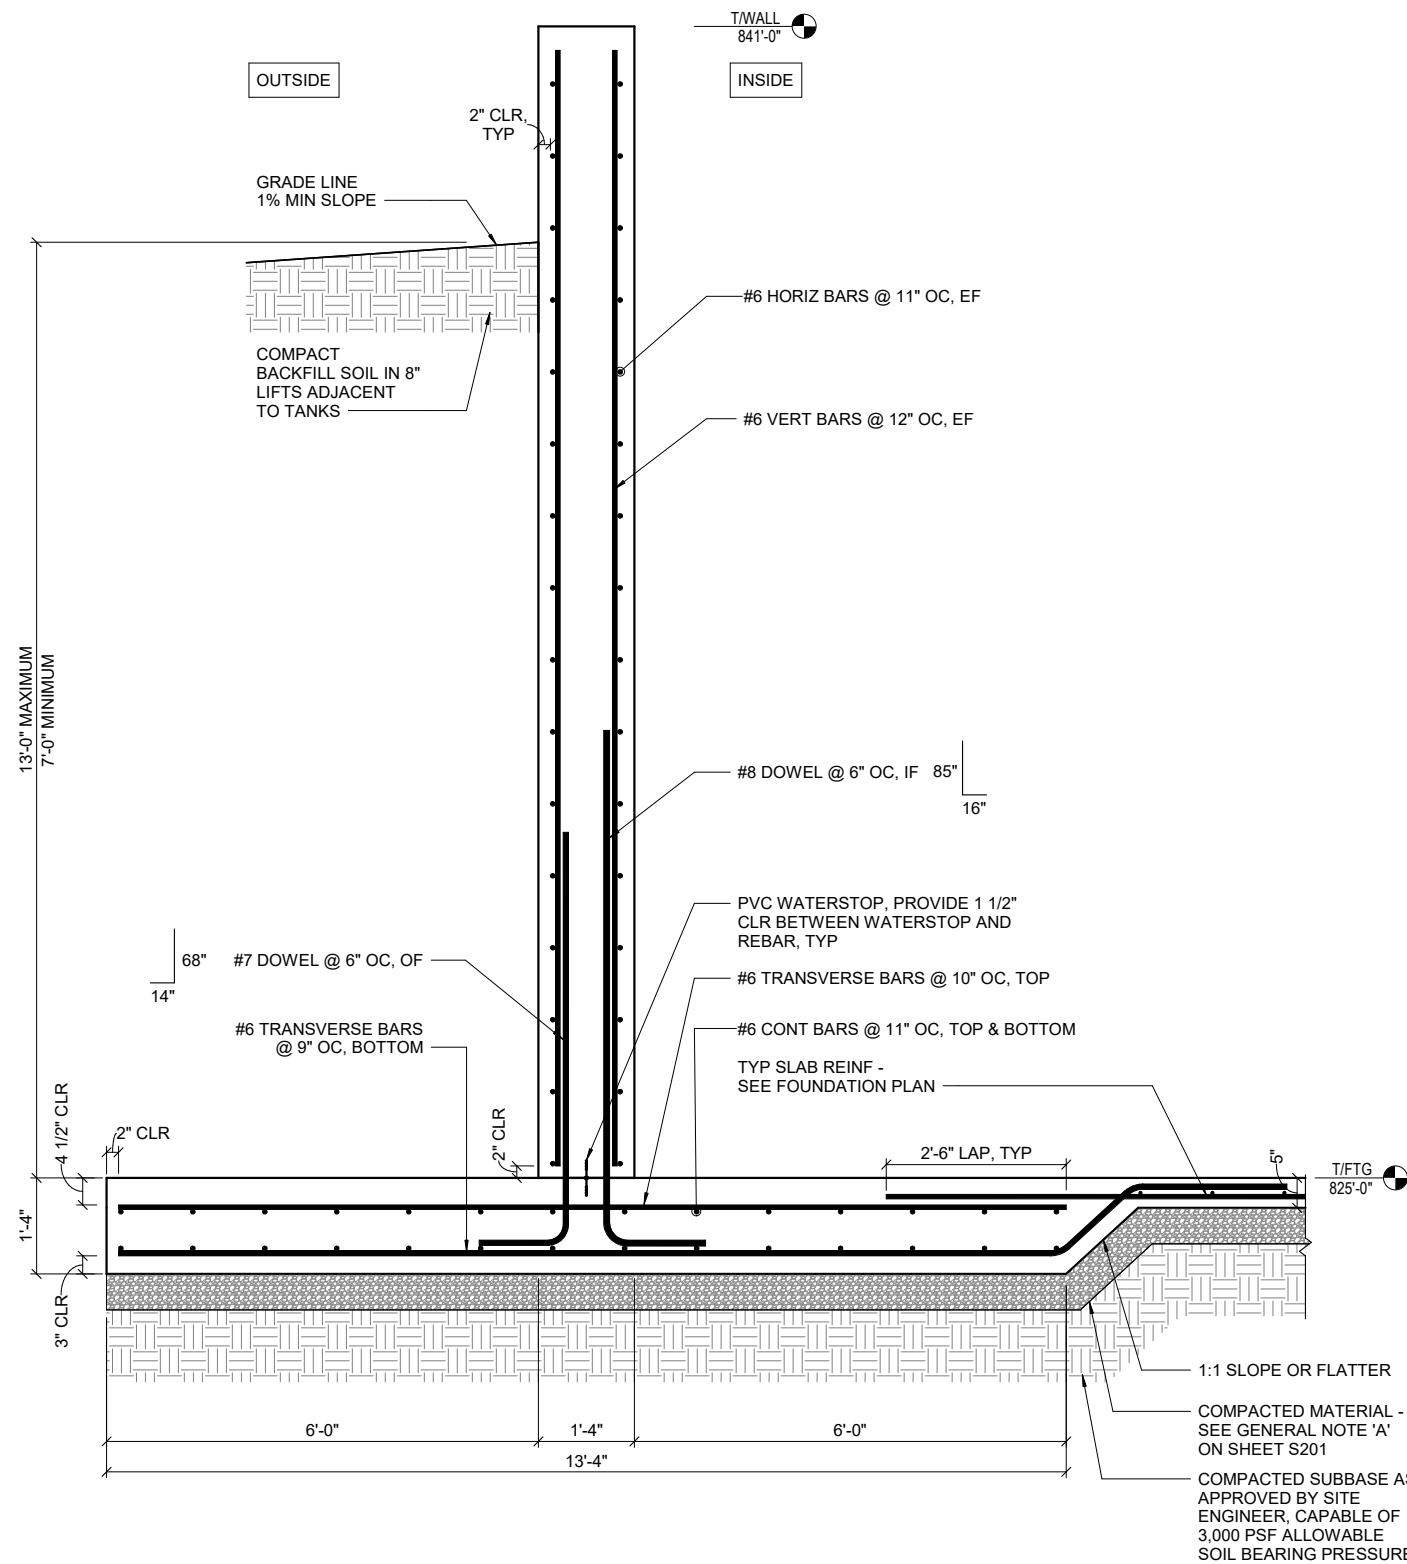 T/WALL
841'-0"
OUTSIDE
INSIDE
2" CLR,
TYP
GRADE LINE
1% MIN SLOPE
#6 HORIZ BARS @ 11" OC, EF
COMPACT
BACKFILL SOIL IN 8"
LIFTS ADJACENT
TO TANKS
#6 VERT BARS @ 12" OC, EF
13'-0" MAXIMUM
7'-0" MINIMUM
#8 DOWEL @ 6" OC, IF
85"
16"
PVC WATERSTOP, PROVIDE 1 1/2"
CLR BETWEEN WATERSTOP AND
REBAR, TYP
68"
14"
#7 DOWEL @ 6" OC, OF
#6 TRANSVERSE BARS @ 10" OC, TOP
#6 TRANSVERSE BARS
@ 9" OC, BOTTOM
#6 CONT BARS @ 11" OC, TOP & BOTTOM
TYP SLAB REINF -
SEE FOUNDATION PLAN
4 1/2" CLR
2" CLR
2" CLR
2'-6" LAP, TYP
5"
T/FTG
825'-0"
1'-4"
3" CLR
1:1 SLOPE OR FLATTER
COMPACTED MATERIAL -
SEE GENERAL NOTE 'A'
ON SHEET S201
6'-0"
1'-4"
6'-0"
13'-4"
COMPACTED SUBBASE AS
APPROVED BY SITE
ENGINEER, CAPABLE OF
3,000 PSF ALLOWABLE
SOIL BEARING PRESSURE